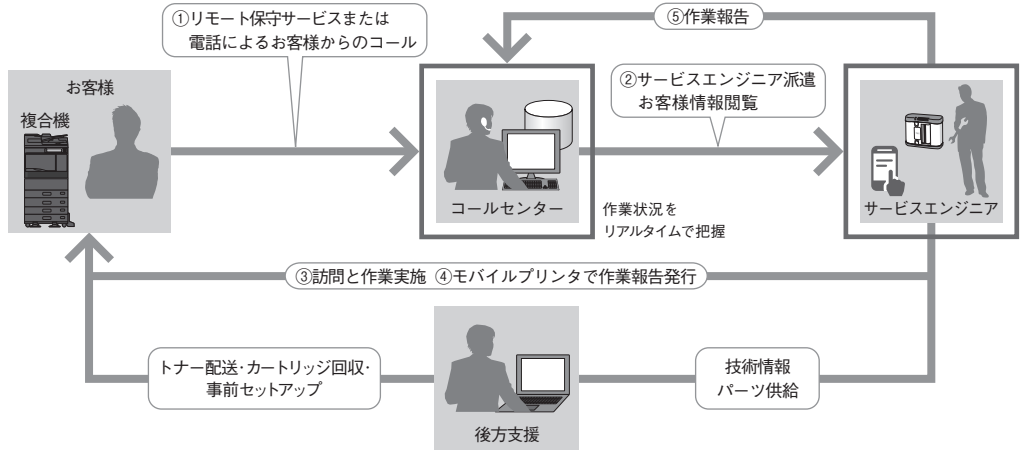 ①リモート保守サービスまたは
電話によるお客様からのコール
⑤作業報告
②サービスエンジニア派遣
お客様情報閲覧
お客様
複合機
コールセンター
作業状況を
リアルタイムで把握
サービスエンジニア
③訪問と作業実施 ④モバイルプリンタで作業報告発行
トナー配送・カートリッジ回収・
事前セットアップ
技術情報
パーツ供給
後方支援